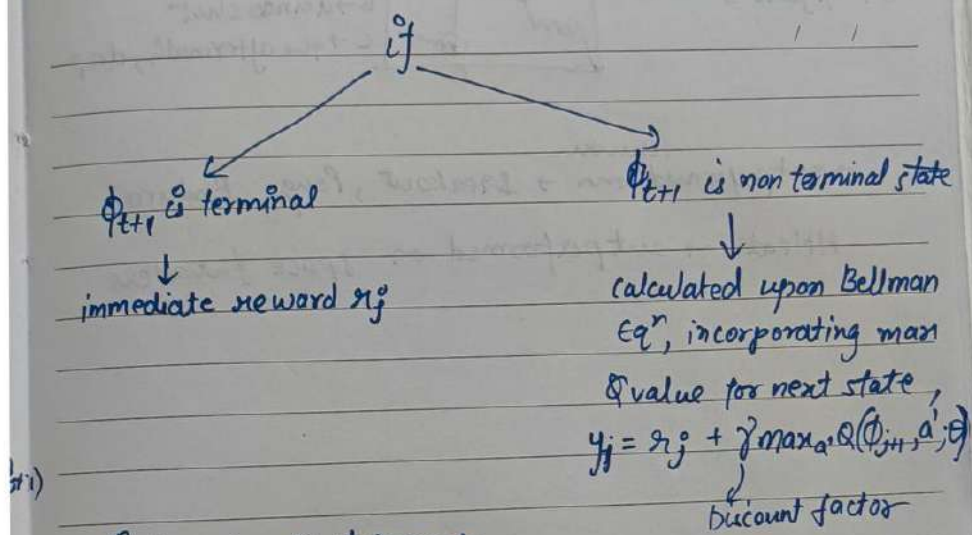 if
ϕt+1 is terminal
immediate reward rj
ϕt+1 is non terminal state
calculated upon Bellman
Eqⁿ, incorporating max
Q value for next state,
yj = rj + γ maxa' Q(ϕj+1, a'; θ)
Discount factor